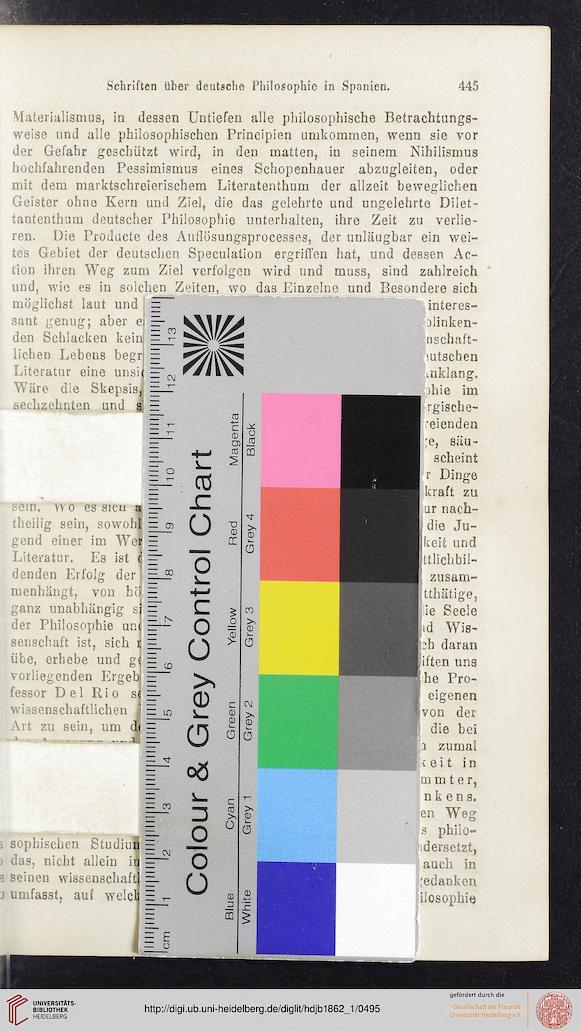 Schriften über deutsche Philosophie in Spanien. 445
Materialismus, in dessen Untiefen alle philosophische Betrachtungs-
weise und alle philosophischen Principien umkommen, wenn sie vor
der Gefahr geschützt wird, in den matten, in seinem Nihilismus
hochfahrenden Pessimismus eines Schopenhauer abzugleiten, oder
mit dem marktschreierischem Literatenthum der allzeit beweglichen
Geister ohne Kern und Ziel, die das gelehrte und ungelehrte Dilet-
tantenthum deutscher Philosophie unterhalten, ihre Zeit zu verlie-
ren. Die Producte des Auflösungsprocesses, der unläugbar ein wei-
tes Gebiet der deutschen Speculation ergriffen hat, und dessen Ac-
tion ihren Weg zum Ziel verfolgen wird und muss, sind zahlreich
und, wie es in solchen Zeiten, wo das Einzelne und Besondere sich
möglichst laut und interes-
sant genug; aber blinken-
den Schlacken kein nschaft-
lichen Lebens begr eutschen
Literatur eine unsi Anklang.
Wäre die Skepsis, phie im
sechzehnten und s rgische-
reienden
e, säu-
scheint
r Dinge
kraft zu
sein. Wo es sich a ur nach-
theilig sein, sowohl die Ju-
gend einer im Wer keit und
Literatur. Es ist ttlichbil-
denden Erfolg der zusam-
menhängt, von hö tthätige,
ganz unabhängig si ie Seele
der Philosophie un d Wis-
senschaft ist, sich ch daran
übe, erhebe und ge iften uns
vorliegenden Ergeb he Pro-
fessor Del Rio s eigenen
wissenschaftlichen von der
Art zu sein, um d die bei
zumal
keit in
mmter,
nkens.
en Weg
s philo-
sophischen Studium dersetzt,
das, nicht allein in auch in
seinen wissenschaftl edanken
umfasst, auf welch ilosophie
Colour & Grey Control Chart
Blue Cyan Green Yellow Red Magenta
White Grey 1 Grey 2 Grey 3 Grey 4 Black
cm 1 2 3 4 5 6 7 8 9 10 11 12 13
UNIVERSITÄTS-
BIBLIOTHEK
HEIDELBERG
http://digi.ub.uni-heidelberg.de/diglit/hdjb1862_1/0495
gefördert durch die
Gesellschaft der Freunde
Universität Heidelberg e.V.